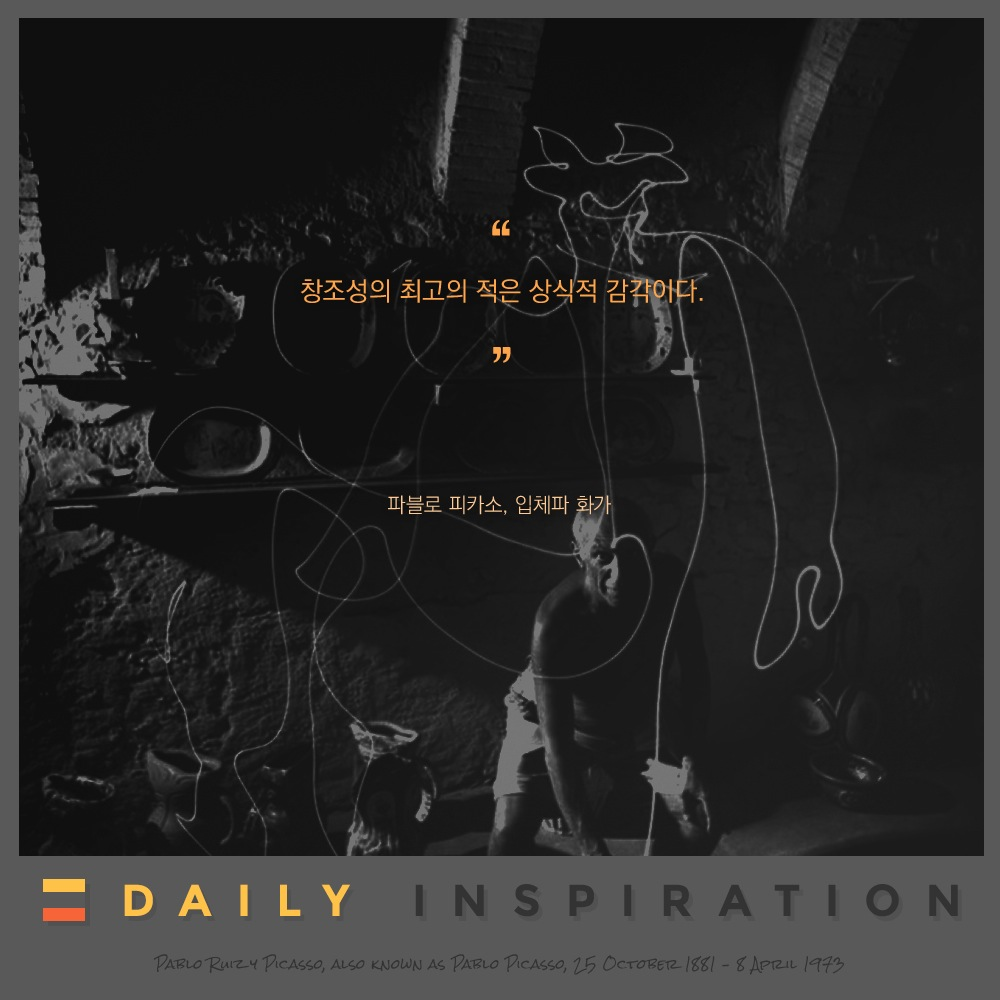 “
창조성의 최고의 적은 상식적 감각이다.
”
파블로 피카소, 입체파 화가
DAILY INSPIRATION
Pablo Ruiz y Picasso, also known as Pablo Picasso, 25 October 1881 - 8 April 1973